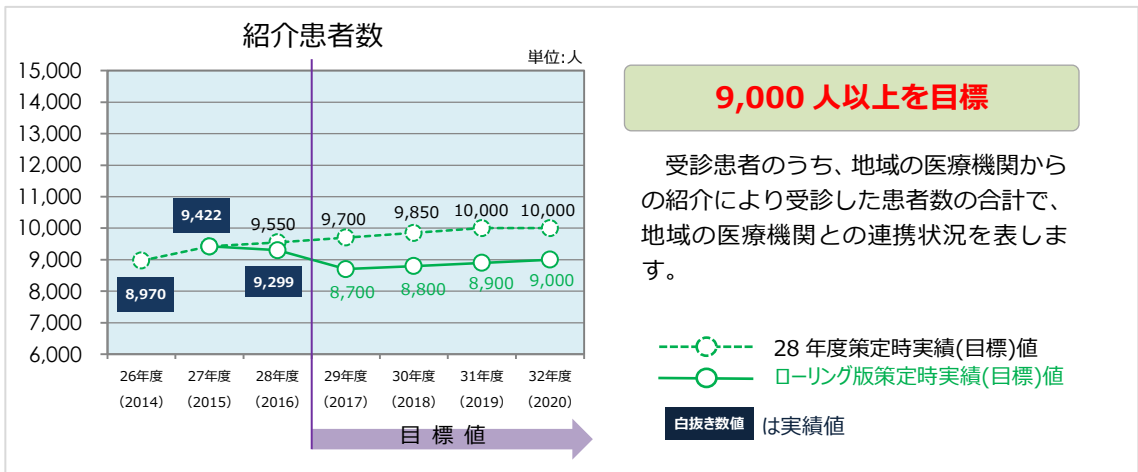 紹介患者数
単位:人
15,000
14,000
13,000
12,000
11,000
10,000
9,000
8,000
7,000
6,000
8,970
9,422
9,299
9,550
9,700
9,850
10,000
10,000
8,700
8,800
8,900
9,000
26年度 27年度 28年度 29年度 30年度 31年度 32年度
(2014) (2015) (2016) (2017) (2018) (2019) (2020)
目 標 値
9,000 人以上を目標
受診患者のうち、地域の医療機関から
の紹介により受診した患者数の合計で、
地域の医療機関との連携状況を表しま
す。
28 年度策定時実績(目標)値
ローリング版策定時実績(目標)値
白抜き数値 は実績値